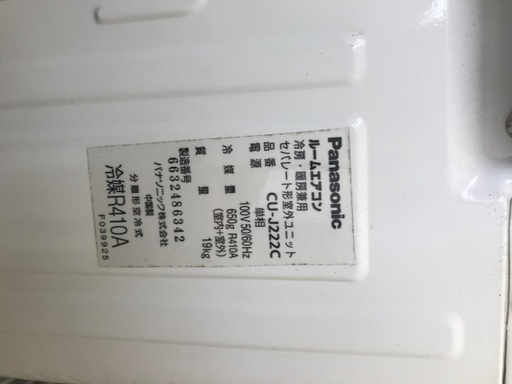 Panasonic
ルームエアコン
冷房・暖房兼用
セパレート形室外ユニット
品番 CU-J222C
電源 単相
100V 50/60Hz
冷媒量 650g R410A
(室内+室外)
質量 19kg
製造番号
6632486342
パナソニック株式会社
中国製
分離形空冷式
冷媒R410A
F039925